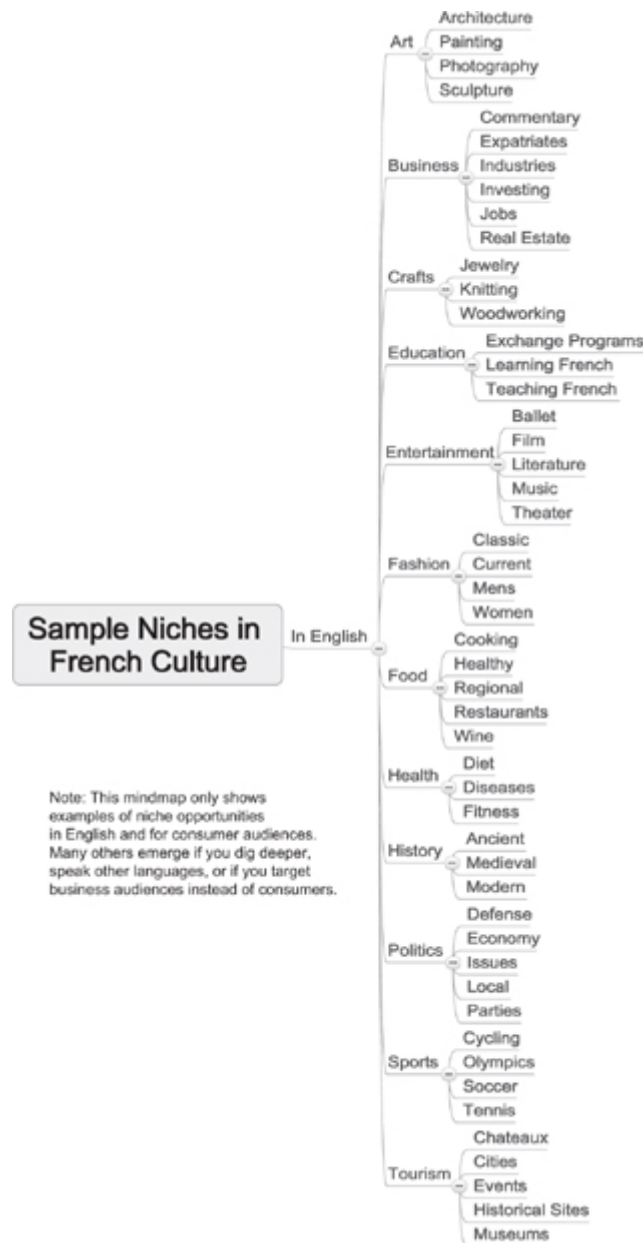 Sample Niches in
French Culture
In English
Art
Architecture
Painting
Photography
Sculpture
Business
Commentary
Expatriates
Industries
Investing
Jobs
Real Estate
Crafts
Jewelry
Knitting
Woodworking
Education
Exchange Programs
Learning French
Teaching French
Entertainment
Ballet
Film
Literature
Music
Theater
Fashion
Classic
Current
Mens
Women
Food
Cooking
Healthy
Regional
Restaurants
Wine
Health
Diet
Diseases
Fitness
History
Ancient
Medieval
Modern
Politics
Defense
Economy
Issues
Local
Parties
Sports
Cycling
Olympics
Soccer
Tennis
Tourism
Chateaux
Cities
Events
Historical Sites
Museums
Note: This mindmap only shows
examples of niche opportunities
in English and for consumer audiences.
Many others emerge if you dig deeper,
speak other languages, or if you target
business audiences instead of consumers.